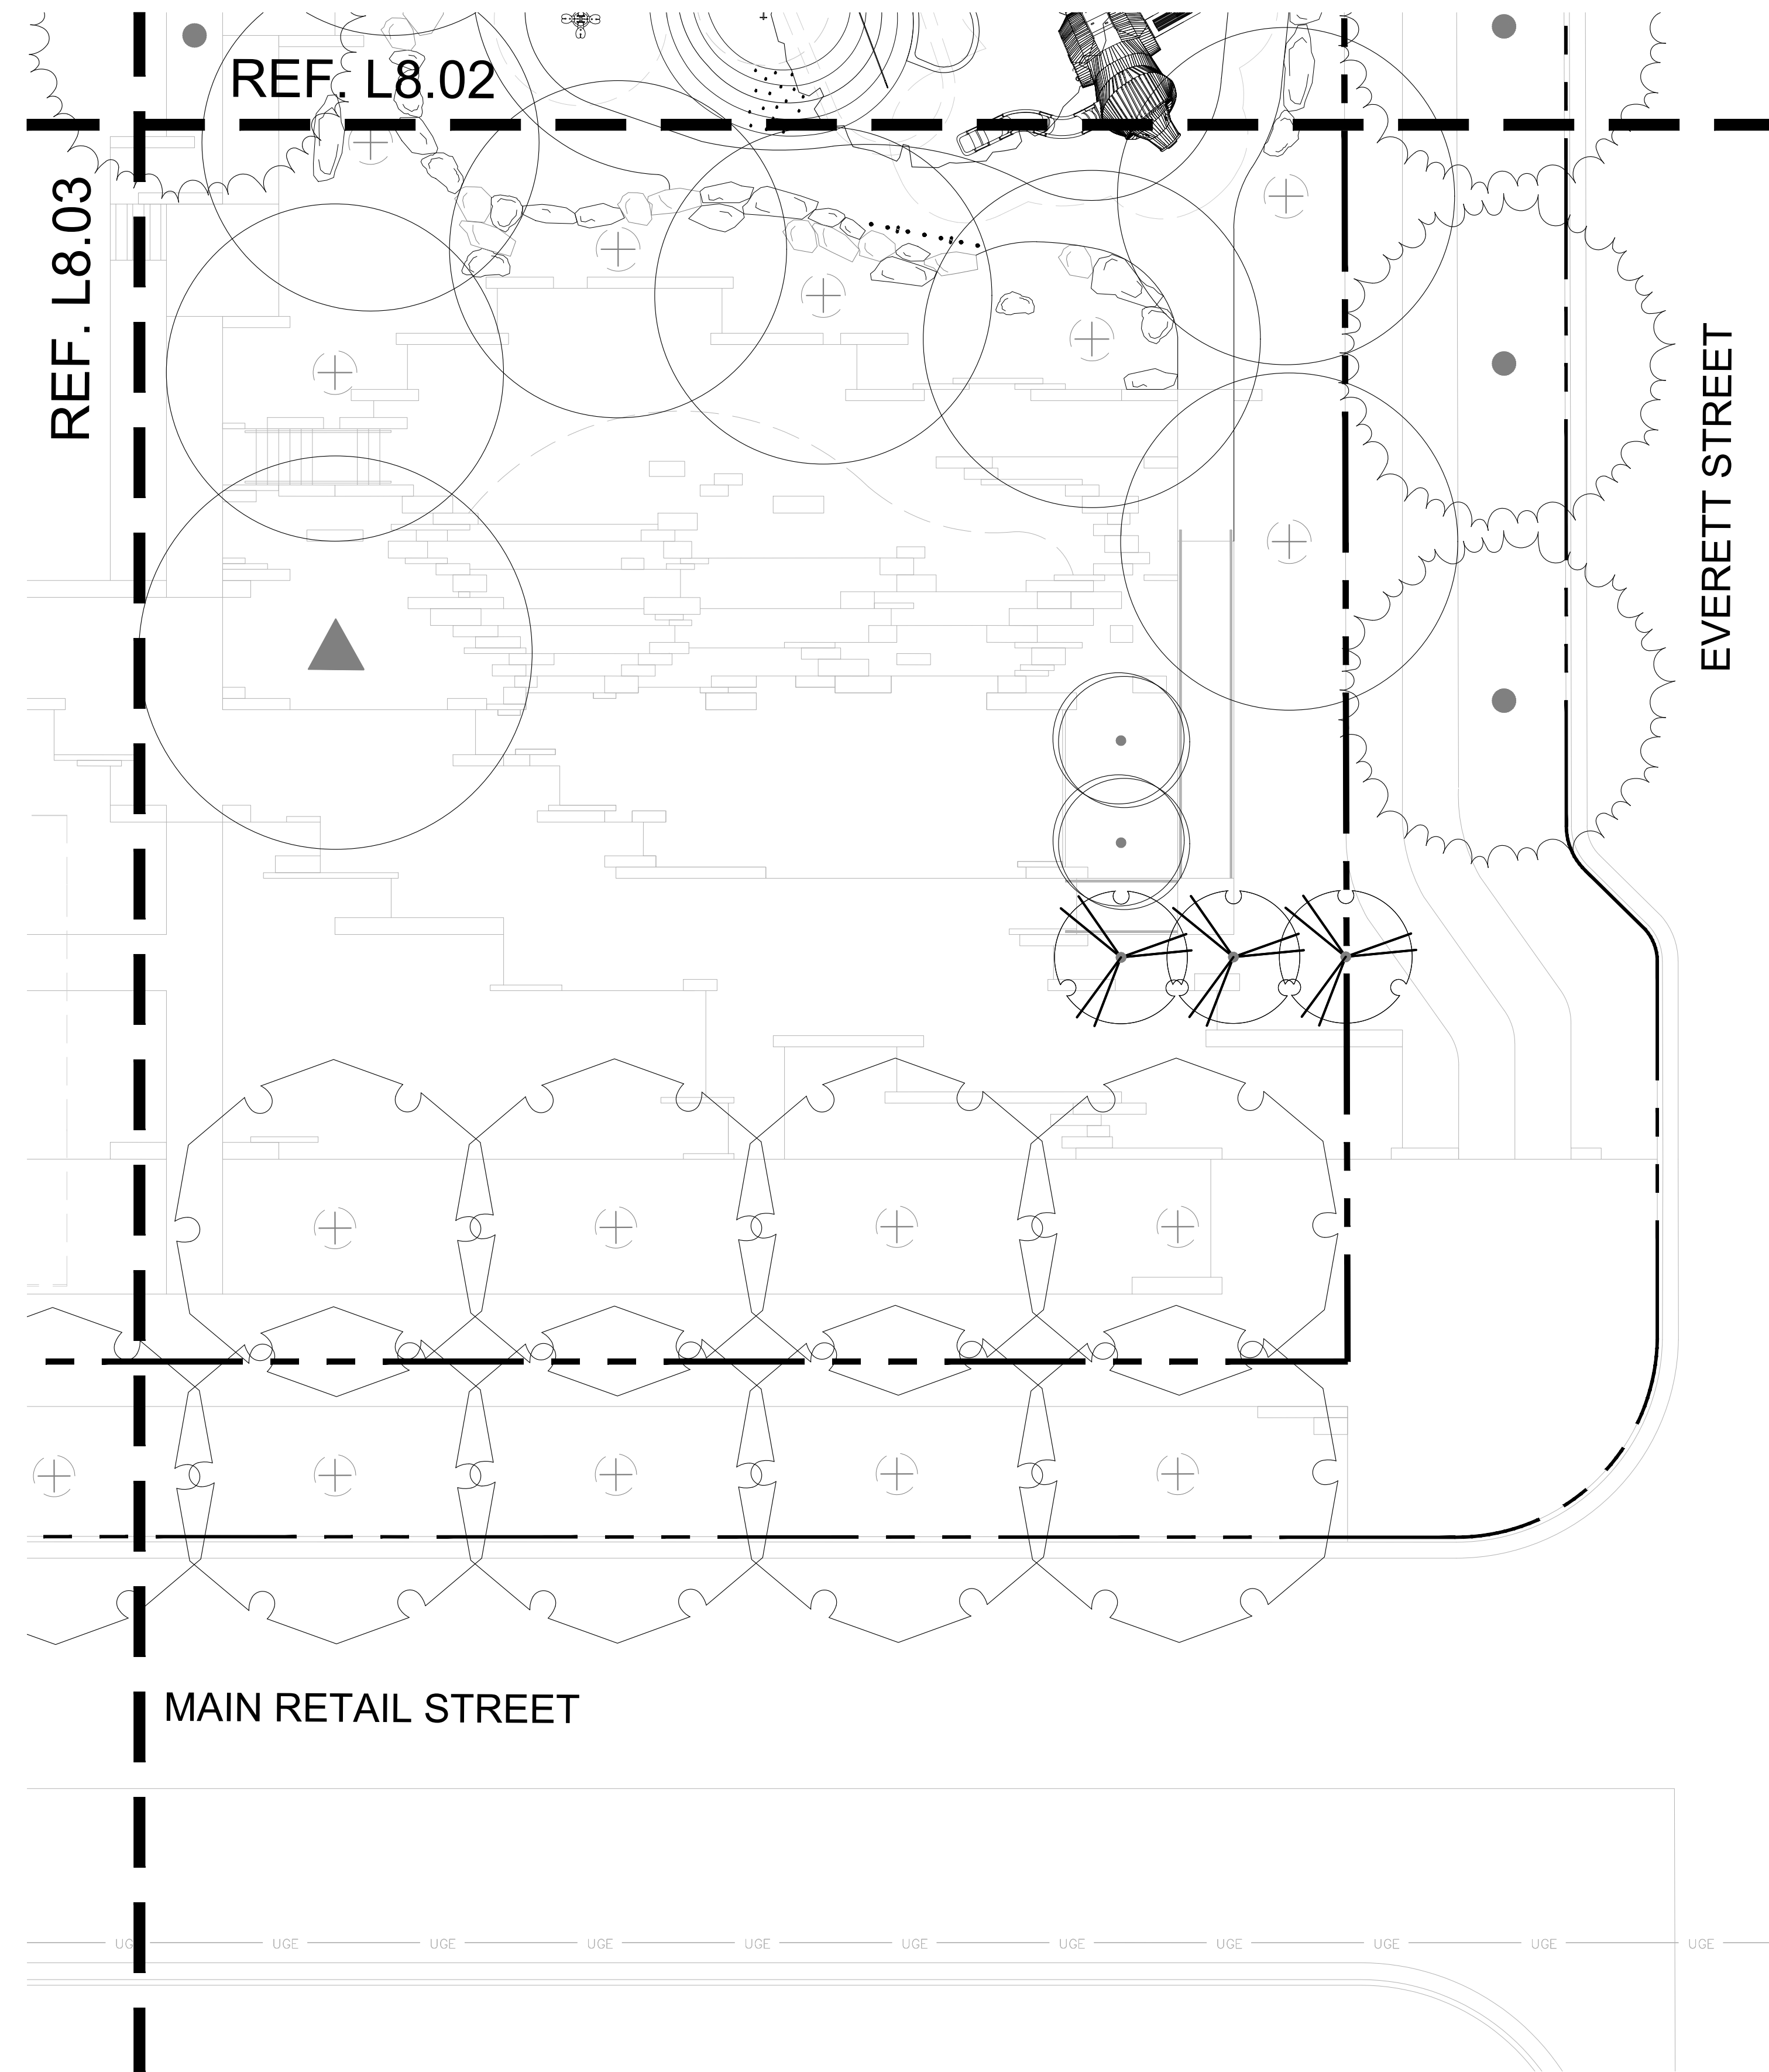 REF. L8.02
REF. L8.03
EVERETT STREET
MAIN RETAIL STREET
UG UGE UGE UGE UGE UGE UGE UGE UGE UGE UGE